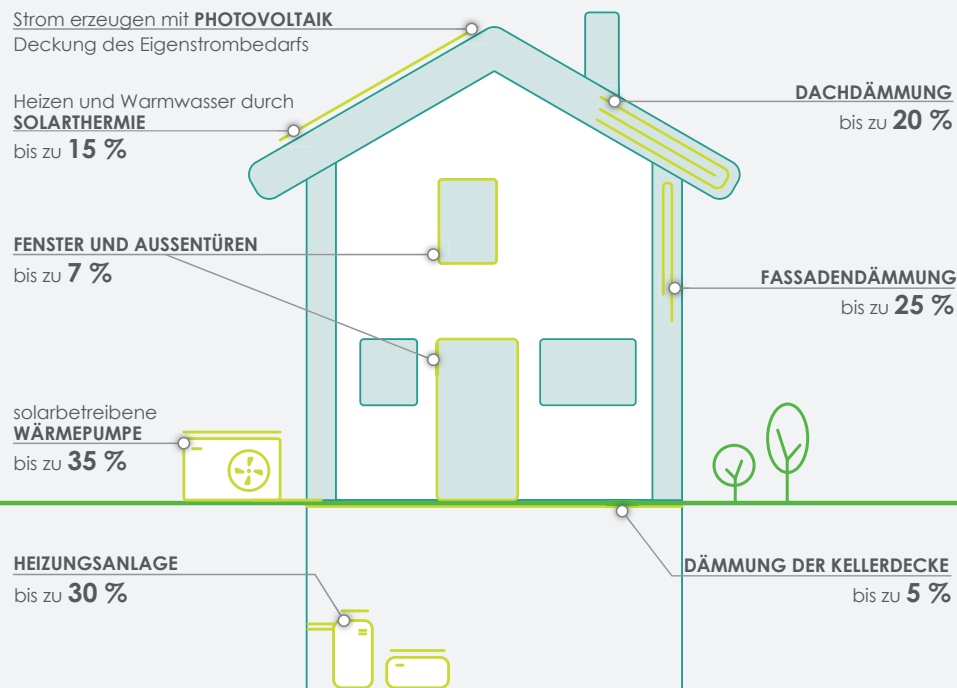 Strom erzeugen mit PHOTOVOLTAIK
Deckung des Eigenstrombedarfs
Heizen und Warmwasser durch
SOLARTHERMIE
bis zu 15 %
FENSTER UND AUSSENTÜREN
bis zu 7 %
solarbetreibene
WÄRMEPUMPE
bis zu 35 %
HEIZUNGSANLAGE
bis zu 30 %
DACHDÄMMUNG
bis zu 20 %
FASSADENDÄMMUNG
bis zu 25 %
DÄMMUNG DER KELLERDECKE
bis zu 5 %